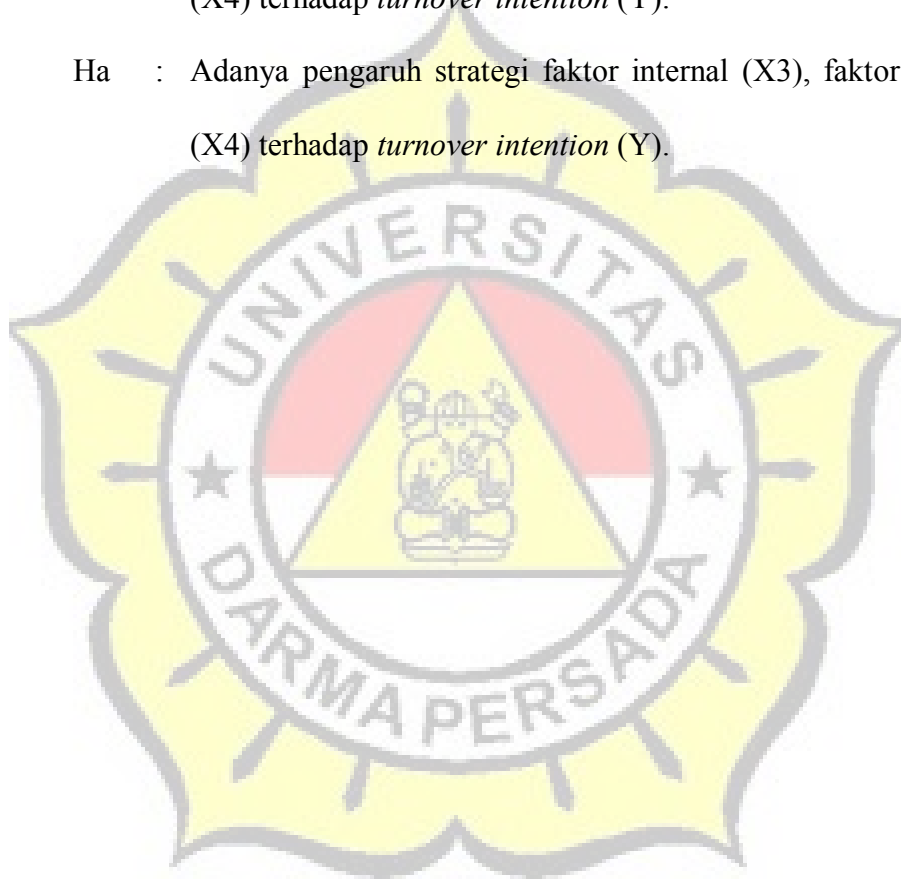 (X4) terhadap turnover intention (Y).
Ha : Adanya pengaruh strategi faktor internal (X3), faktor
(X4) terhadap turnover intention (Y).
UNIVERSITAS
DARMA PERSADA